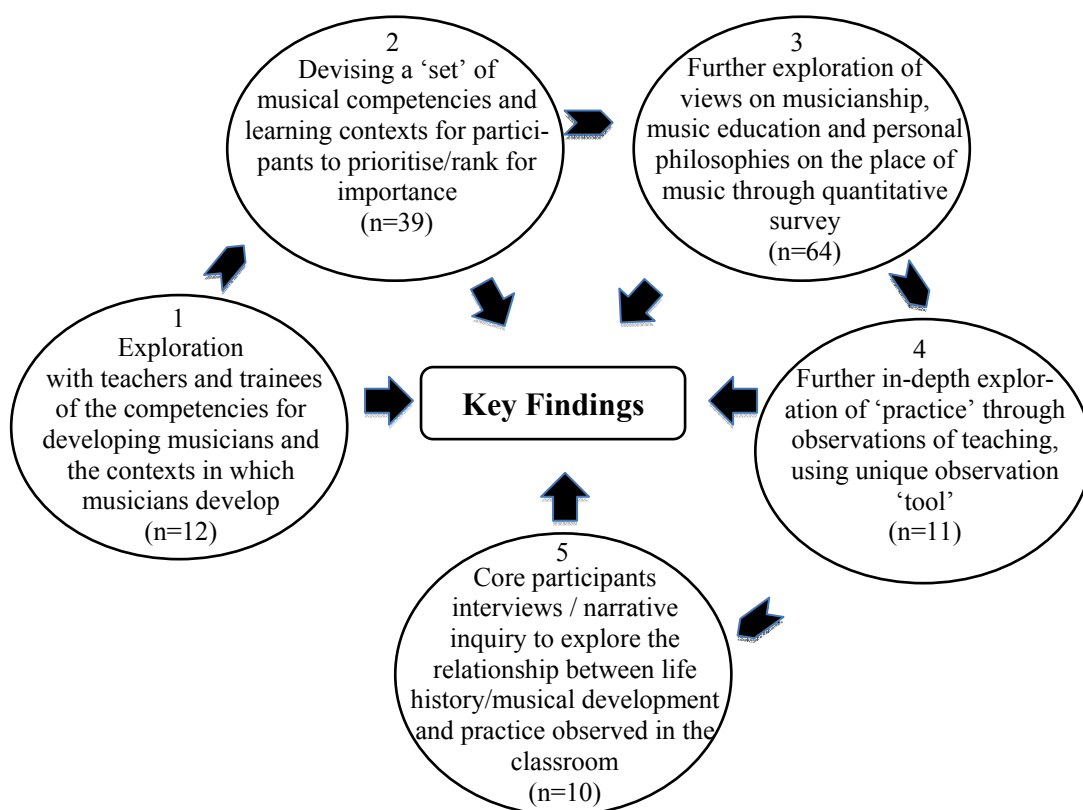 1
Exploration
with teachers and trainees
of the competencies for
developing musicians and
the contexts in which
musicians develop
(n=12)
2
Devising a ‘set’ of
musical competencies and
learning contexts for partici-
pants to prioritise/rank for
importance
(n=39)
3
Further exploration of
views on musicianship,
music education and personal
philosophies on the place of
music through quantitative
survey
(n=64)
4
Further in-depth explor-
ation of ‘practice’ through
observations of teaching,
using unique observation
‘tool’
(n=11)
5
Core participants
interviews / narrative
inquiry to explore the
relationship between life
history/musical development
and practice observed in the
classroom
(n=10)
Key Findings